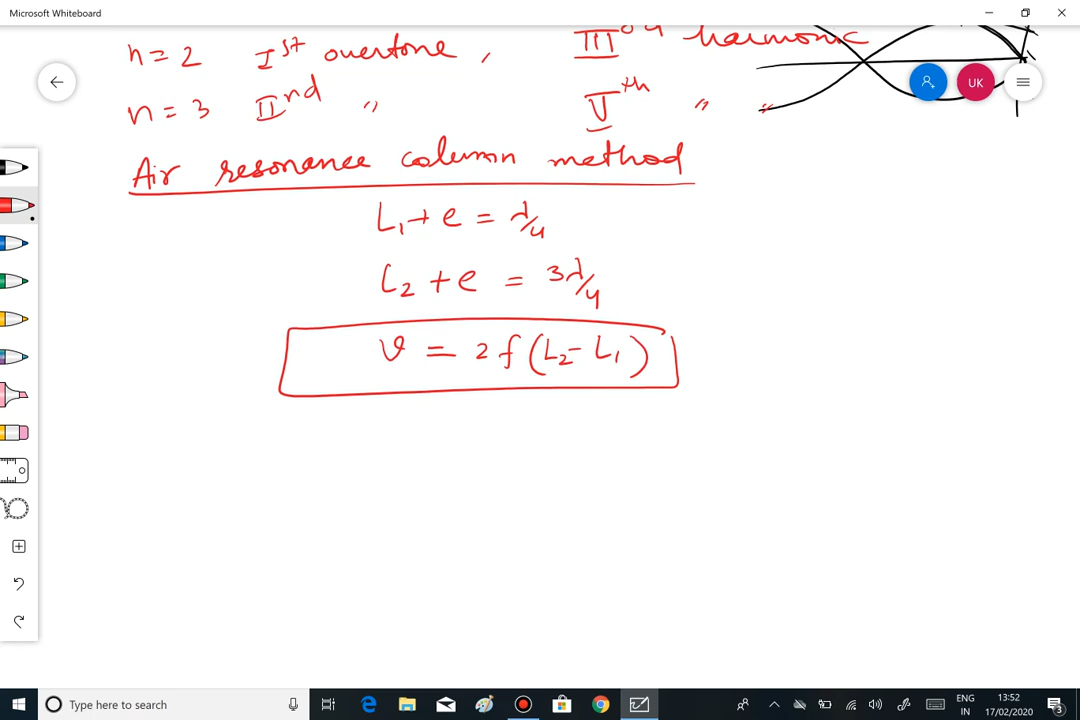 Microsoft Whiteboard
n = 2 Ist overtone, IIIrd harmonic
UK
n = 3 IInd " Vth " "
Air resonance column method
L₁ + e = λ/4
L₂ + e = 3λ/4
v = 2f(L₂ - L₁)
Type here to search
ENG
IN
13:52
17/02/2020
3